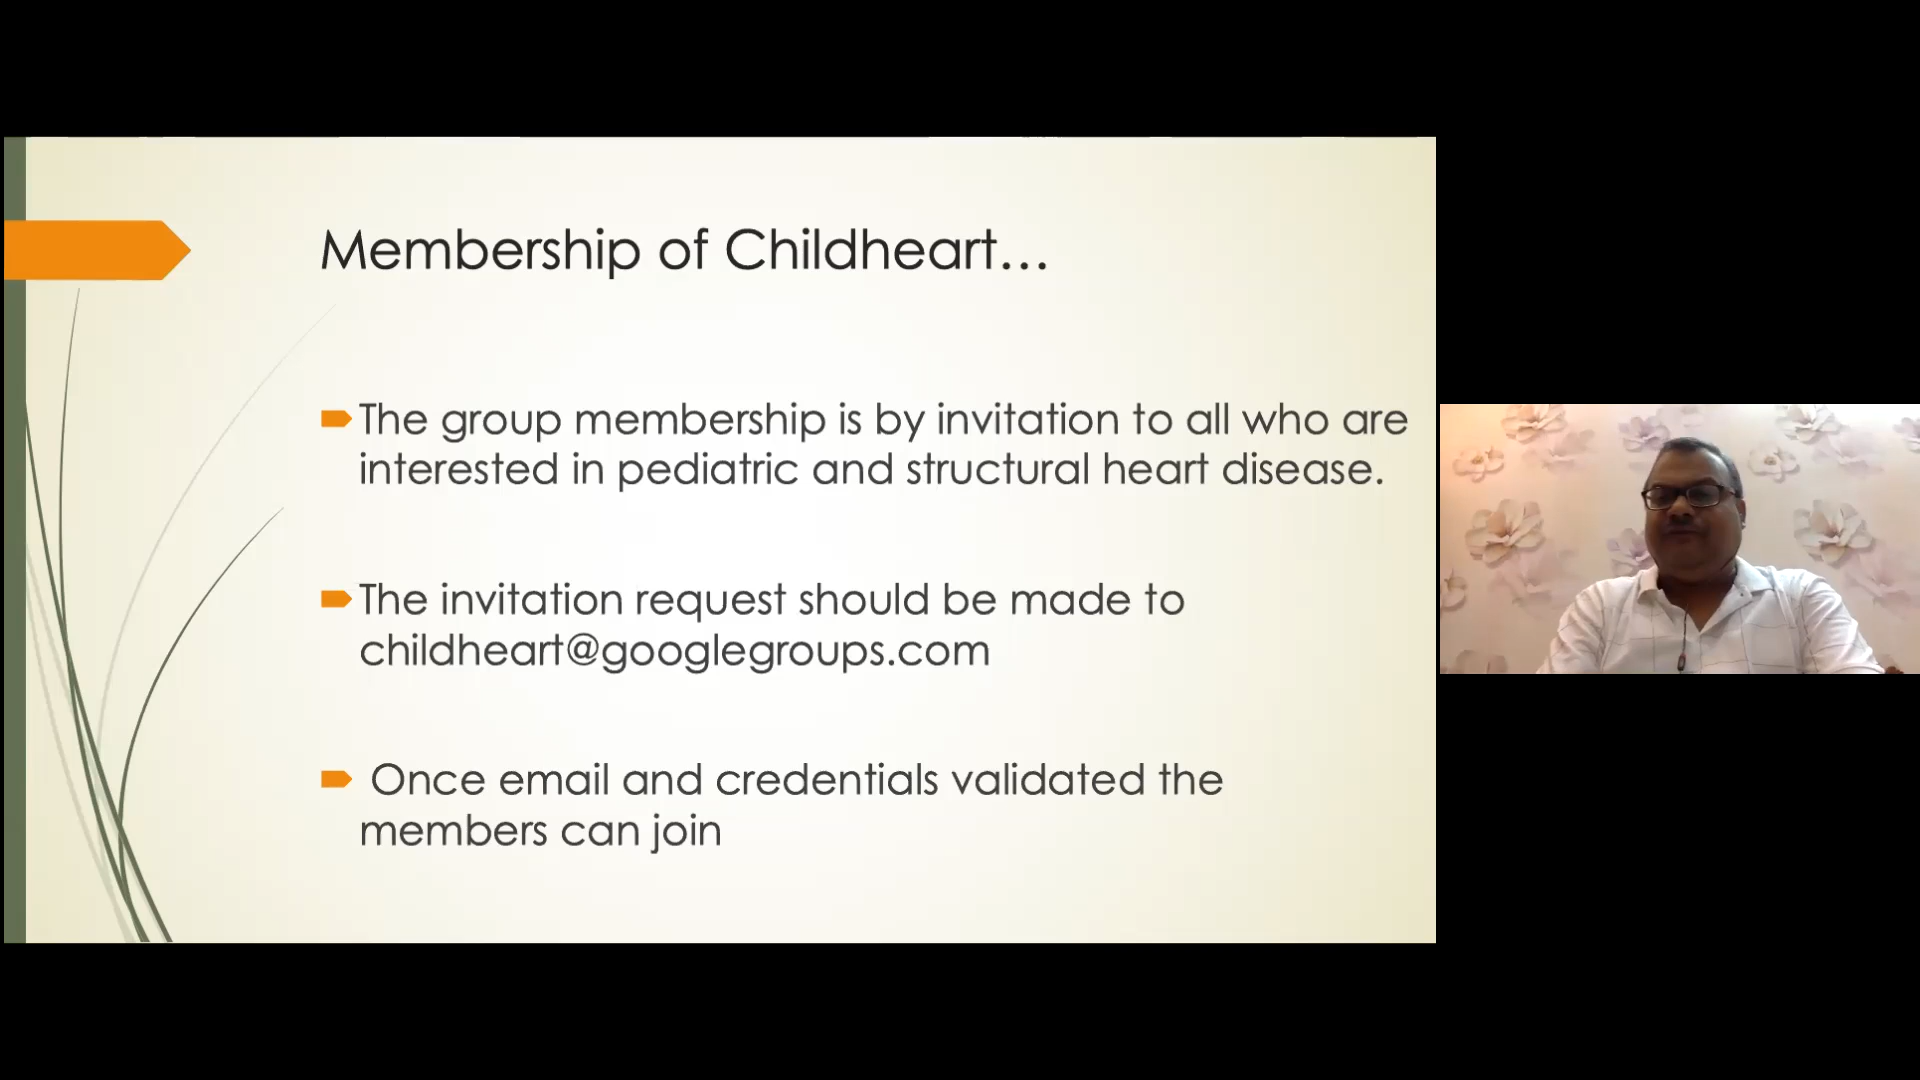 Membership of Childheart...
The group membership is by invitation to all who are
interested in pediatric and structural heart disease.
The invitation request should be made to
childheart@googlegroups.com
Once email and credentials validated the
members can join